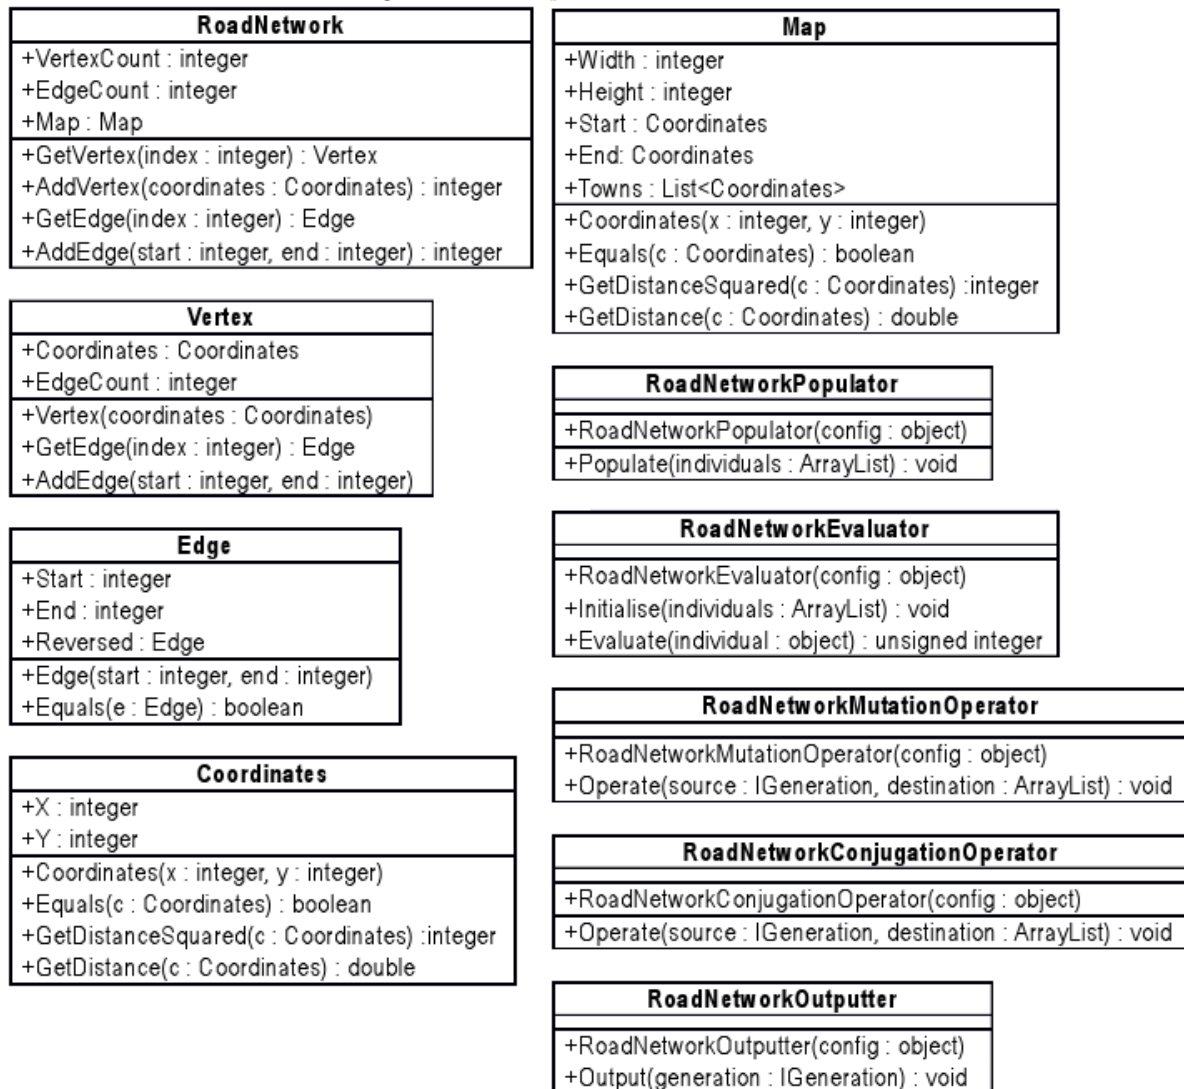 RoadNetwork
+VertexCount : integer
+EdgeCount : integer
+Map : Map
+GetVertex(index : integer) : Vertex
+AddVertex(coordinates : Coordinates) : integer
+GetEdge(index : integer) : Edge
+AddEdge(start : integer, end : integer) : integer
Vertex
+Coordinates : Coordinates
+EdgeCount : integer
+Vertex(coordinates : Coordinates)
+GetEdge(index : integer) : Edge
+AddEdge(start : integer, end : integer)
Edge
+Start : integer
+End : integer
+Reversed : Edge
+Edge(start : integer, end : integer)
+Equals(e : Edge) : boolean
Coordinates
+X : integer
+Y : integer
+Coordinates(x : integer, y : integer)
+Equals(c : Coordinates) : boolean
+GetDistanceSquared(c : Coordinates) :integer
+GetDistance(c : Coordinates) : double
Map
+Width : integer
+Height : integer
+Start : Coordinates
+End: Coordinates
+Towns : List<Coordinates>
+Coordinates(x : integer, y : integer)
+Equals(c : Coordinates) : boolean
+GetDistanceSquared(c : Coordinates) :integer
+GetDistance(c : Coordinates) : double
RoadNetworkPopulator
+RoadNetworkPopulator(config : object)
+Populate(individuals : ArrayList) : void
RoadNetworkEvaluator
+RoadNetworkEvaluator(config : object)
+Initialise(individuals : ArrayList) : void
+Evaluate(individual : object) : unsigned integer
RoadNetworkMutationOperator
+RoadNetworkMutationOperator(config : object)
+Operate(source : IGeneration, destination : ArrayList) : void
RoadNetworkConjugationOperator
+RoadNetworkConjugationOperator(config : object)
+Operate(source : IGeneration, destination : ArrayList) : void
RoadNetworkOutputter
+RoadNetworkOutputter(config : object)
+Output(generation : IGeneration) : void